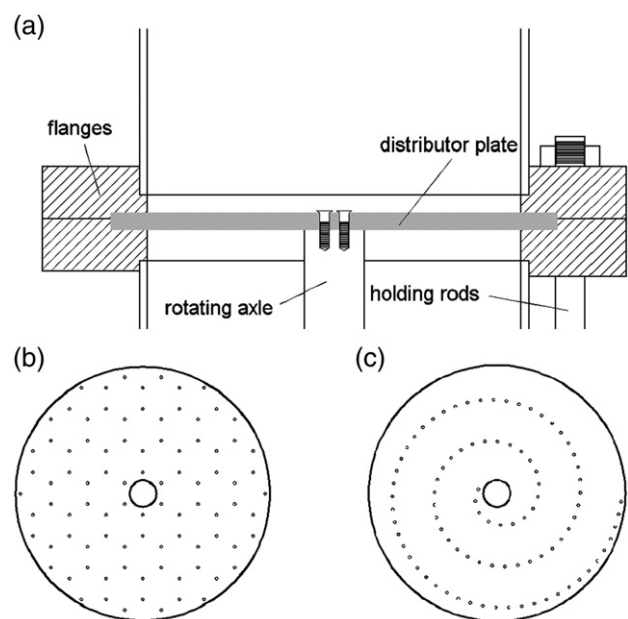 (a)
flanges
distributor plate
rotating axle
holding rods
(b)
(c)